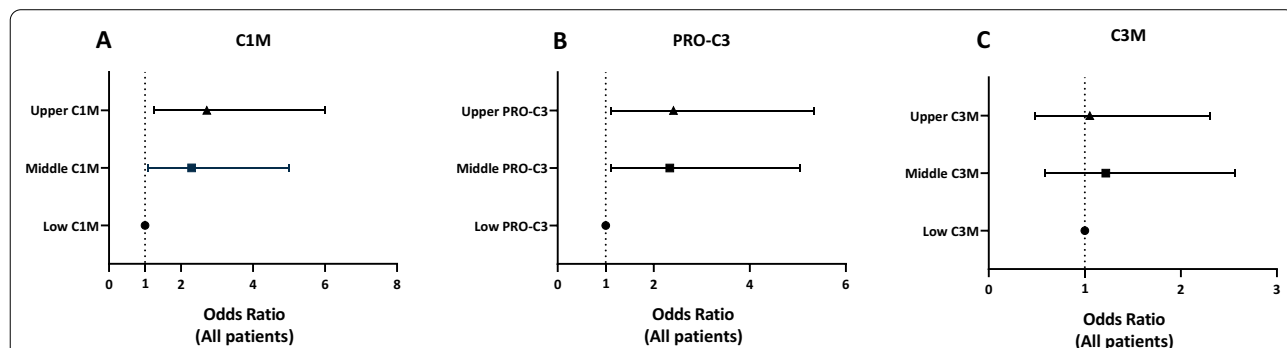 A
C1M
Upper C1M
Middle C1M
Low C1M
0 1 2 4 6 8
Odds Ratio
(All patients)
B
PRO-C3
Upper PRO-C3
Middle PRO-C3
Low PRO-C3
0 1 2 4 6
Odds Ratio
(All patients)
C
C3M
Upper C3M
Middle C3M
Low C3M
0 1 2 3
Odds Ratio
(All patients)